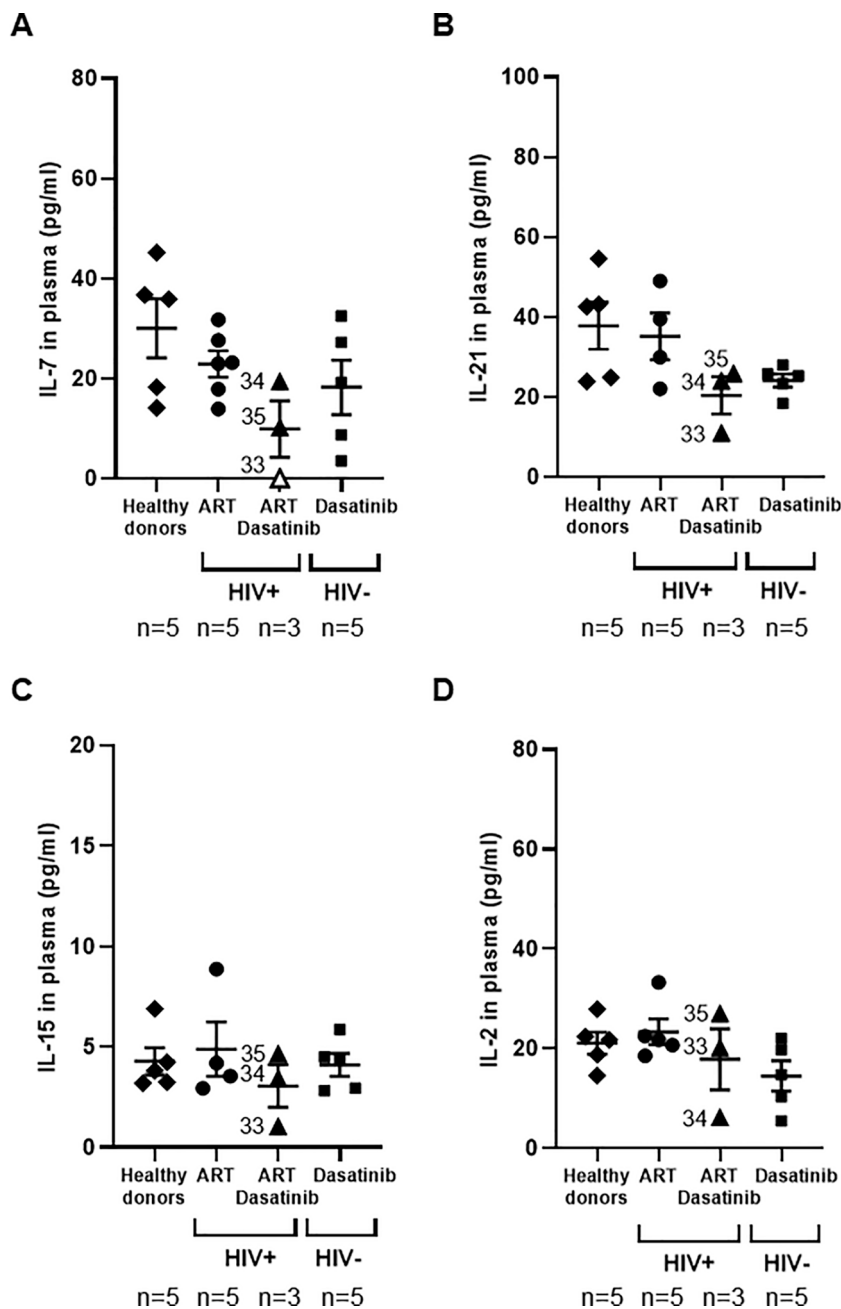 A
IL-7 in plasma (pg/ml)
80
60
40
20
0
34
35
33
Healthy donors
ART
ART Dasatinib
Dasatinib
HIV+
HIV-
n=5 n=5 n=3 n=5
B
IL-21 in plasma (pg/ml)
100
80
60
40
20
0
35
34
33
Healthy donors
ART
ART Dasatinib
Dasatinib
HIV+
HIV-
n=5 n=5 n=3 n=5
C
IL-15 in plasma (pg/ml)
20
15
10
5
0
35
34
33
Healthy donors
ART
ART Dasatinib
Dasatinib
HIV+
HIV-
n=5 n=5 n=3 n=5
D
IL-2 in plasma (pg/ml)
80
60
40
20
0
35
33
34
Healthy donors
ART
ART Dasatinib
Dasatinib
HIV+
HIV-
n=5 n=5 n=3 n=5